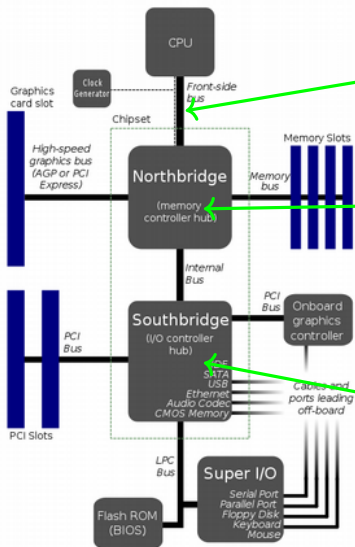 CPU
Clock
Generator
Graphics
card slot
Front-side
bus
Chipset
High-speed
graphics bus
(AGP or PCI
Express)
Northbridge
(memory
controller hub)
Memory
bus
Memory Slots
Internal
Bus
PCI
Bus
Southbridge
(I/O controller
hub)
PCI
Bus
Onboard
graphics
controller
IDE
SATA
USB
Ethernet
Audio Codec
CMOS Memory
Cables and
ports leading
off-board
PCI Slots
LPC
Bus
Super I/O
Serial Port
Parallel Port
Floppy Disk
Keyboard
Mouse
Flash ROM
(BIOS)